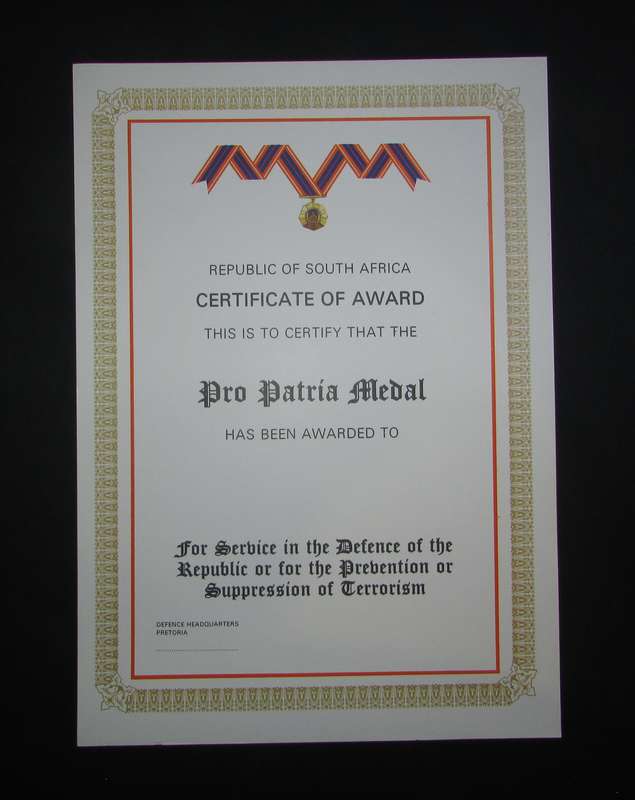 REPUBLIC OF SOUTH AFRICA
CERTIFICATE OF AWARD
THIS IS TO CERTIFY THAT THE
Pro Patria Medal
HAS BEEN AWARDED TO
For Service in the Defence of the
Republic or for the Prevention or
Suppression of Terrorism
DEFENCE HEADQUARTERS
PRETORIA